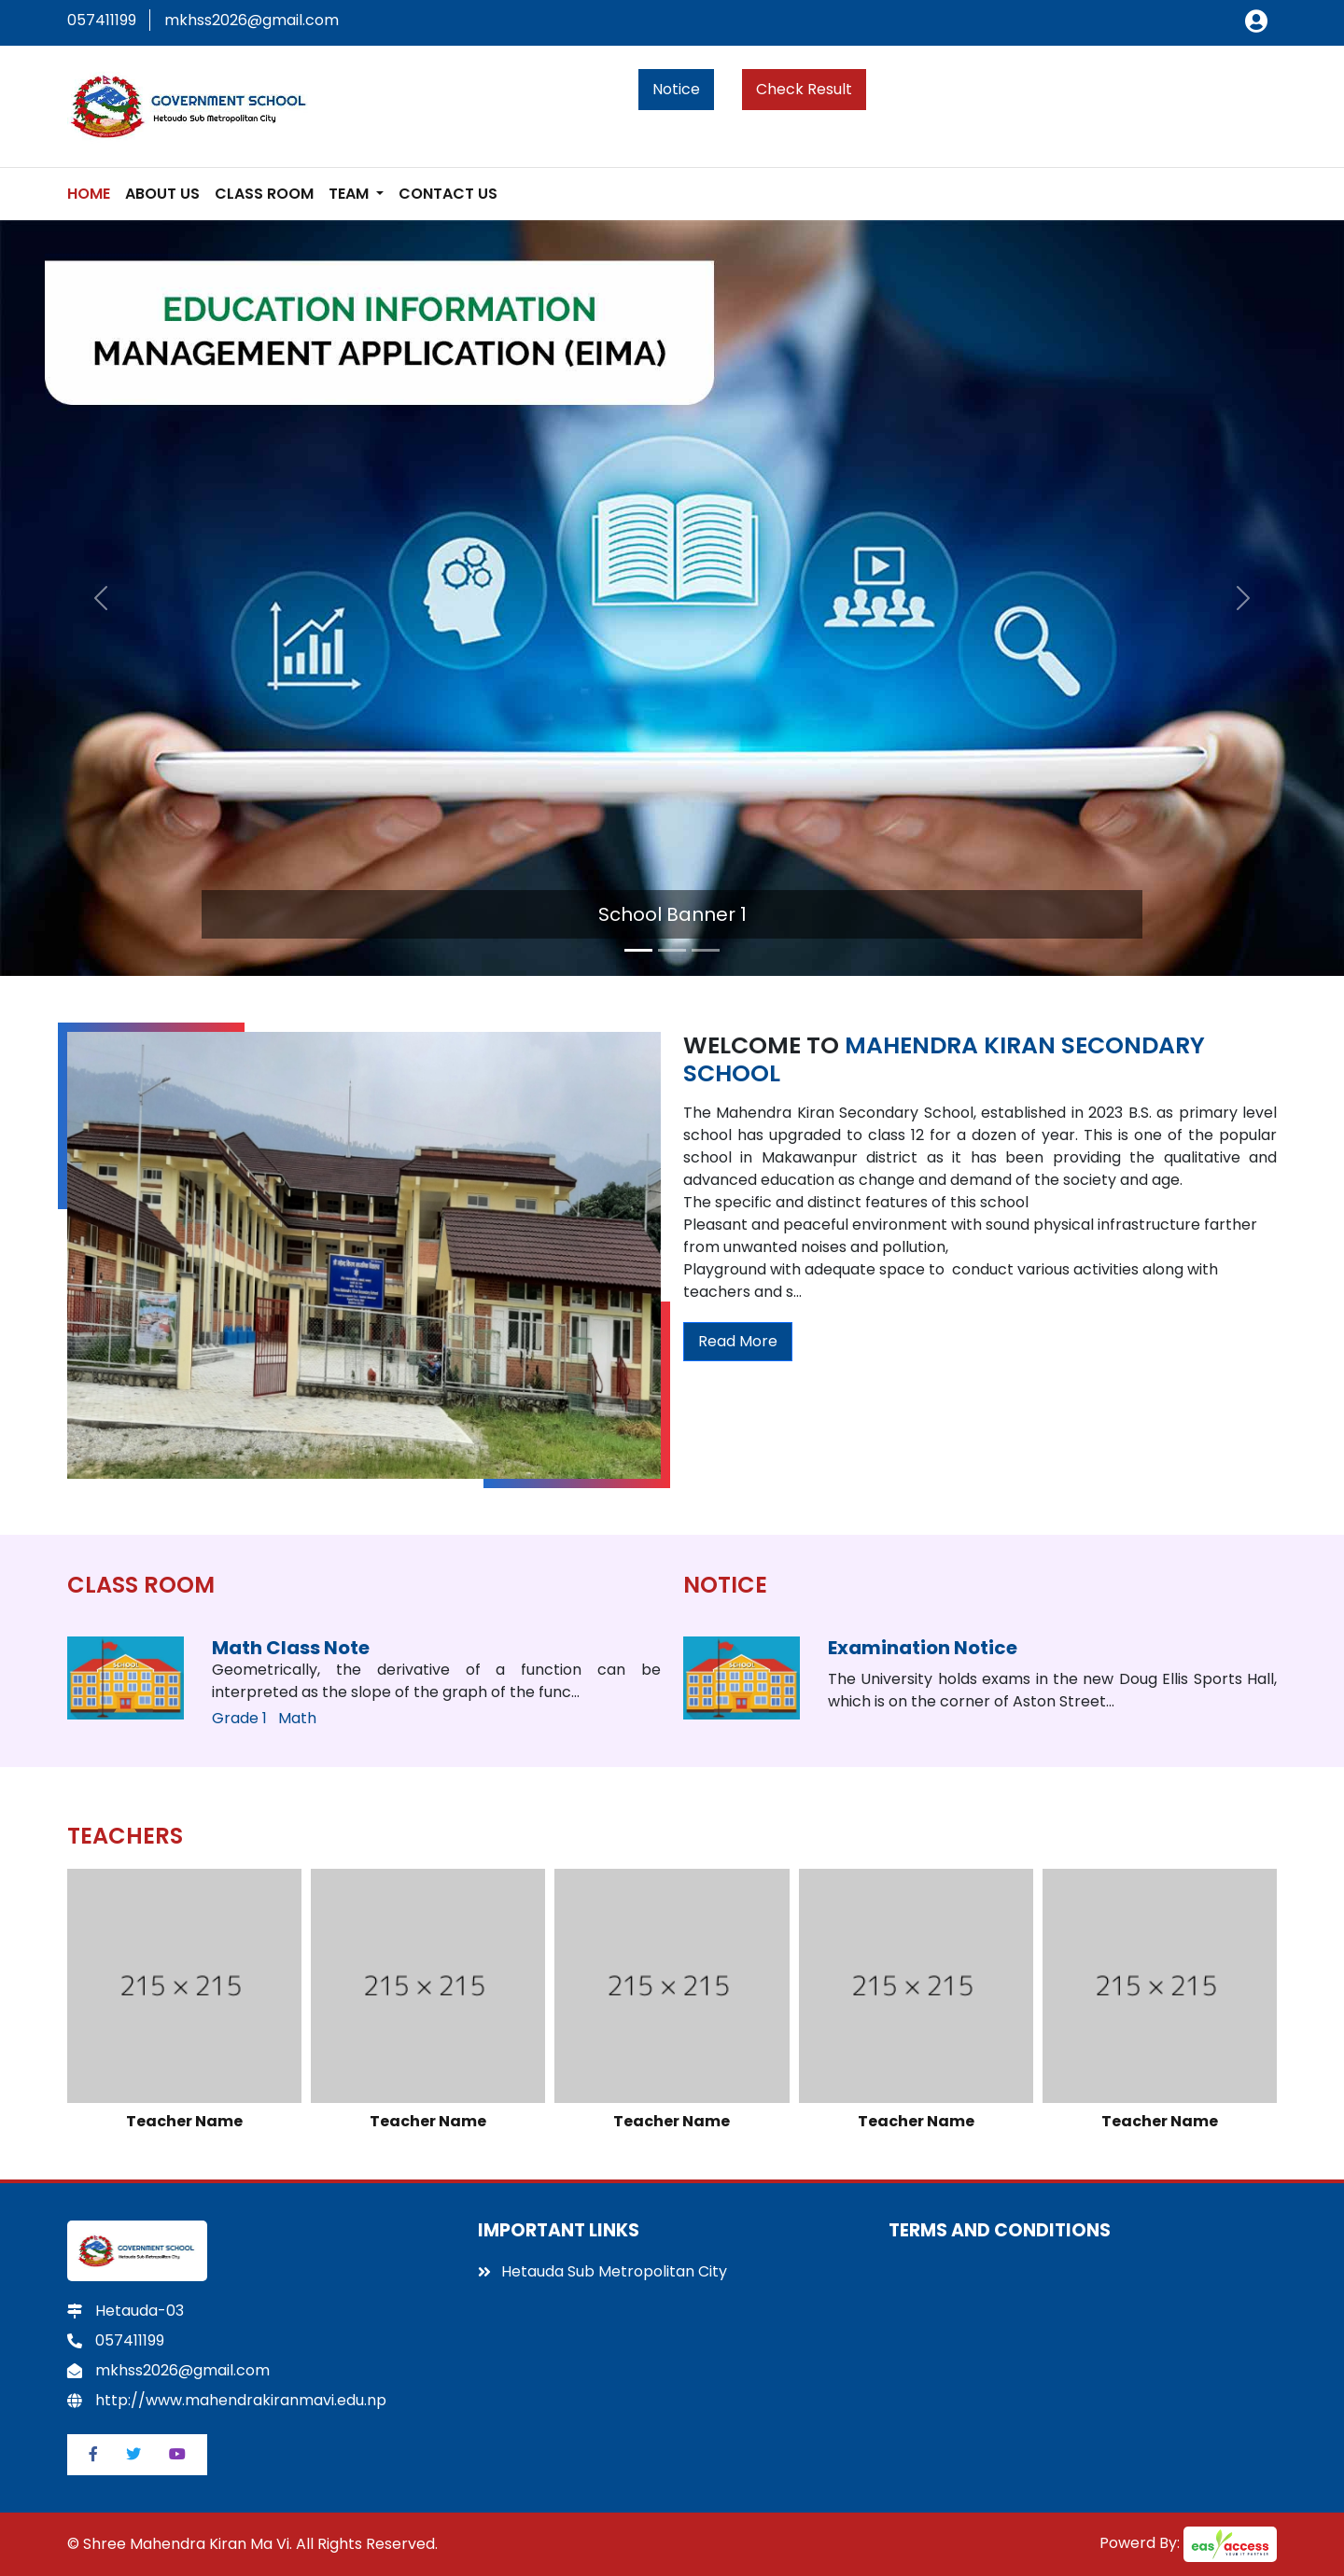 057411199 mkhss2026@gmail.com
Notice Check Result
GOVERNMENT SCHOOL
Hetauda Sub Metropolitan City
HOME ABOUT US CLASS ROOM TEAM CONTACT US
EDUCATION INFORMATION
MANAGEMENT APPLICATION (EIMA)
School Banner 1
WELCOME TO MAHENDRA KIRAN SECONDARY
SCHOOL
The Mahendra Kiran Secondary School, established in 2023 B.S. as primary level
school has upgraded to class 12 for a dozen of year. This is one of the popular
school in Makawanpur district as it has been providing the qualitative and
advanced education as change and demand of the society and age.
The specific and distinct features of this school
Pleasant and peaceful environment with sound physical infrastructure farther
from unwanted noises and pollution,
Playground with adequate space to conduct various activities along with
teachers and s...
Read More
CLASS ROOM
Math Class Note
Geometrically, the derivative of a function can be
interpreted as the slope of the graph of the func...
Grade 1 Math
NOTICE
Examination Notice
The University holds exams in the new Doug Ellis Sports Hall,
which is on the corner of Aston Street...
SCHOOL
SCHOOL
TEACHERS
215 × 215 215 × 215 215 × 215 215 × 215 215 × 215
Teacher Name Teacher Name Teacher Name Teacher Name Teacher Name
GOVERNMENT SCHOOL
Hetauda Sub Metropolitan City
Hetauda-03
057411199
mkhss2026@gmail.com
http://www.mahendrakiranmavi.edu.np
IMPORTANT LINKS
Hetauda Sub Metropolitan City
TERMS AND CONDITIONS
© Shree Mahendra Kiran Ma Vi. All Rights Reserved.
Powerd By: easy access
YOUR IT PARTNER